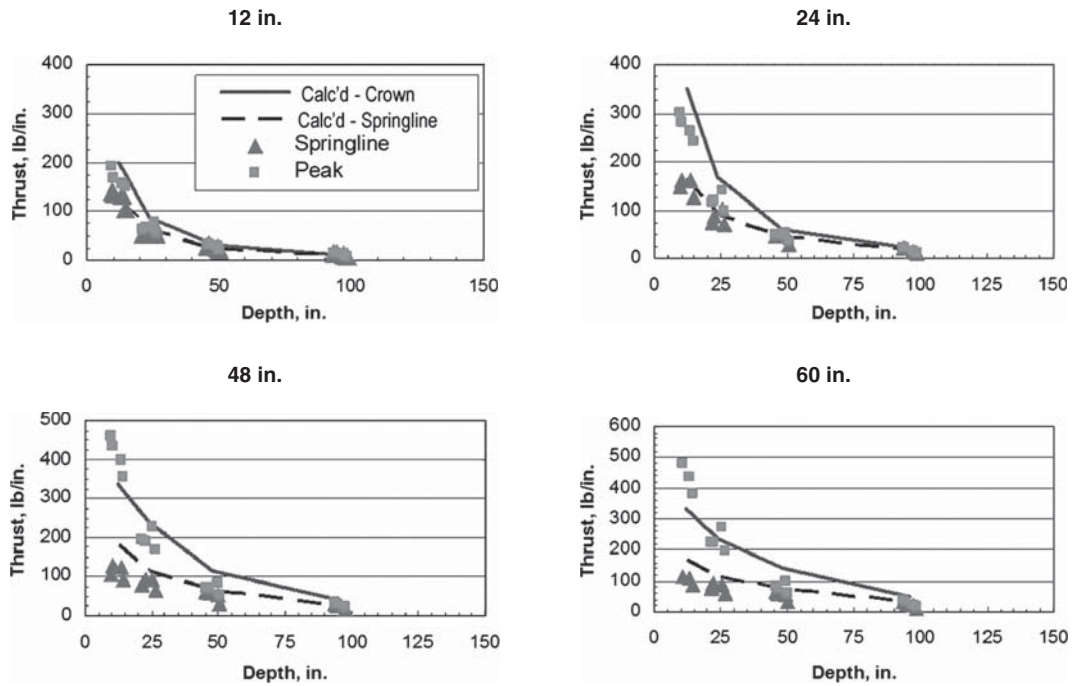 12 in.
Thrust, lb/in.
400
300
200
100
0
0 25 50 75 100 125 150
Depth, in.
Calc'd - Crown
Calc'd - Springline
Springline
Peak
24 in.
Thrust, lb/in.
400
300
200
100
0
0 25 50 75 100 125 150
Depth, in.
48 in.
Thrust, lb/in.
500
400
300
200
100
0
0 25 50 75 100 125 150
Depth, in.
60 in.
Thrust, lb/in.
600
500
400
300
200
100
0
0 25 50 75 100 125 150
Depth, in.